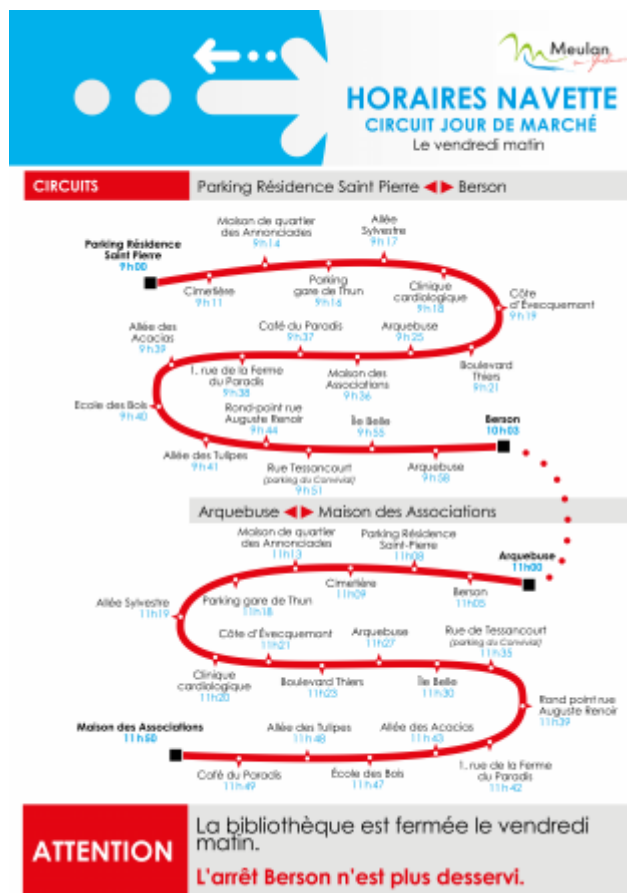 Meulan
HORAIRES NAVETTE
CIRCUIT JOUR DE MARCHÉ
Le vendredi matin
CIRCUITS
Parking Résidence Saint Pierre ◀▶ Berson
Parking Résidence
Saint Pierre
9h00
Cimetière
9h11
Maison de quartier
des Annonciades
9h14
Parking
gare de Thun
9h16
Allée
Sylvestre
9h17
Clinique
cardiologique
9h18
Côte
d'Évecquemont
9h19
Boulevard
Thiers
9h21
Arquebuse
9h25
Maison des
Associations
9h36
Café du Paradis
9h37
1. rue de la Ferme
du Paradis
9h38
Allée des
Acacias
9h39
Ecole des Bois
9h40
Allée des Tulipes
9h41
Rond-point rue
Auguste Renoir
9h44
Rue Tessancourt
(parking du Convivial)
9h51
Île Belle
9h55
Arquebuse
9h58
Berson
10h03
Arquebuse ◀▶ Maison des Associations
Arquebuse
11h00
Berson
11h05
Parking Résidence
Saint-Pierre
11h08
Cimetière
11h09
Maison de quartier
des Annonciades
11h13
Parking gare de Thun
11h18
Allée Sylvestre
11h19
Clinique
cardiologique
11h20
Côte d'Évecquemont
11h21
Boulevard Thiers
11h23
Arquebuse
11h27
Île Belle
11h30
Rue de Tessancourt
(parking du Convivial)
11h35
Rond point rue
Auguste Renoir
11h39
1. rue de la Ferme
du Paradis
11h42
Allée des Acacias
11h43
École des Bois
11h47
Allée des Tulipes
11h48
Café du Paradis
11h49
Maison des Associations
11h50
ATTENTION
La bibliothèque est fermée le vendredi
matin.
L'arrêt Berson n'est plus desservi.